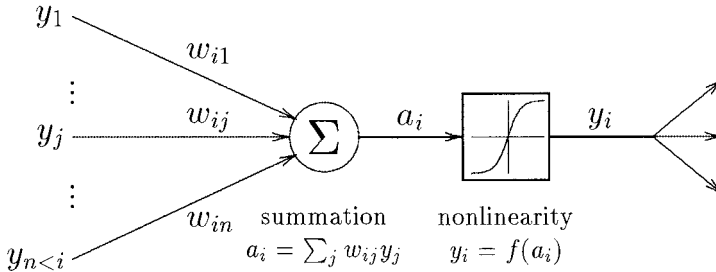 y_1
w_{i1}
⋮
y_j
w_{ij}
Σ
a_i
y_i
⋮
w_{in}
y_{n<i}
summation
a_i = ∑_j w_{ij} y_j
nonlinearity
y_i = f(a_i)